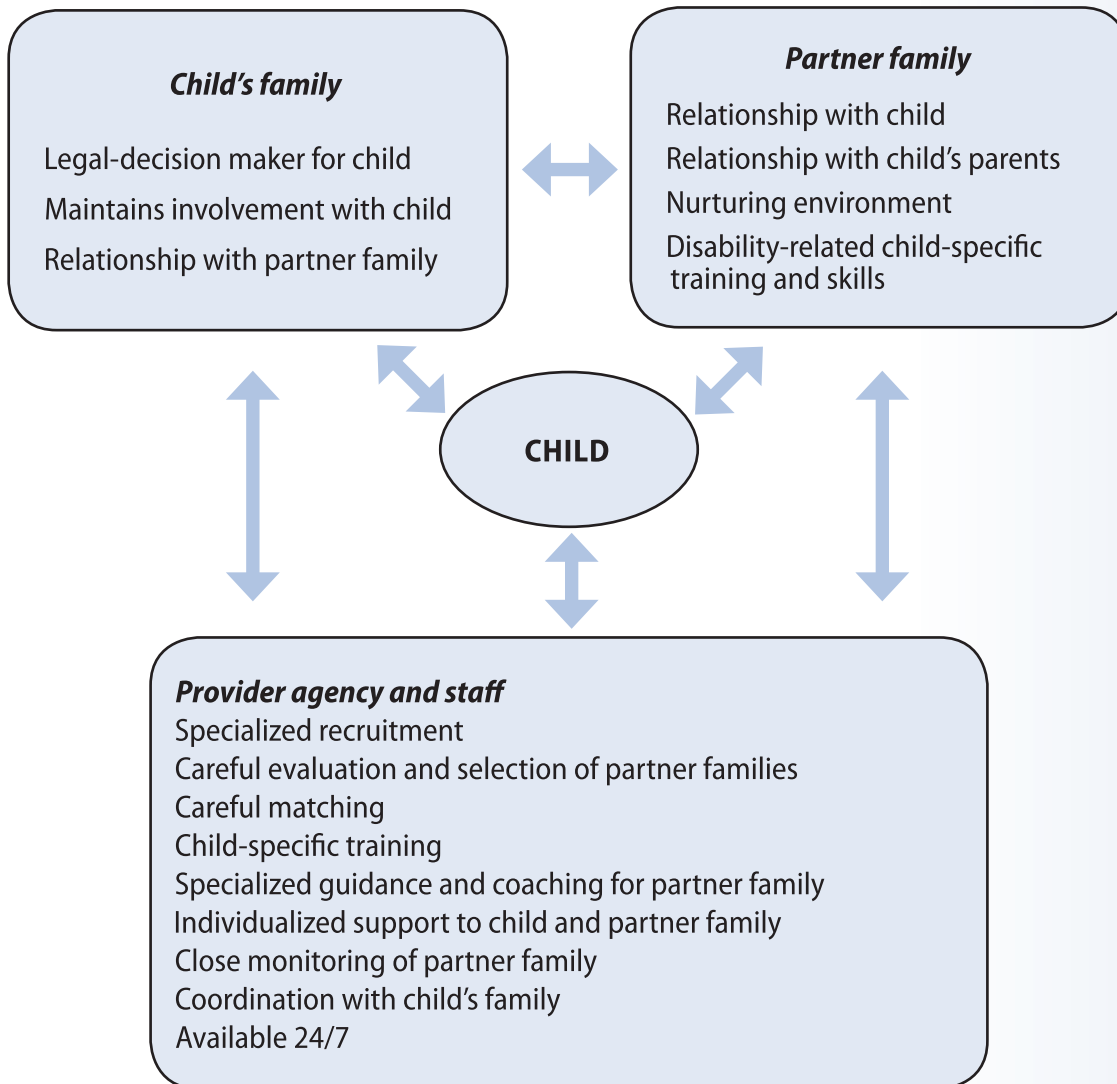 Child's family
Legal-decision maker for child
Maintains involvement with child
Relationship with partner family
Partner family
Relationship with child's parents
Relationship with child
Nurturing environment
Disability-related child-specific
training and skills
CHILD
Provider agency and staff
Specialized recruitment
Careful evaluation and selection of partner families
Careful matching
Child-specific training
Specialized guidance and coaching for partner family
Individualized support to child and partner family
Close monitoring of partner family
Coordination with child's family
Available 24/7